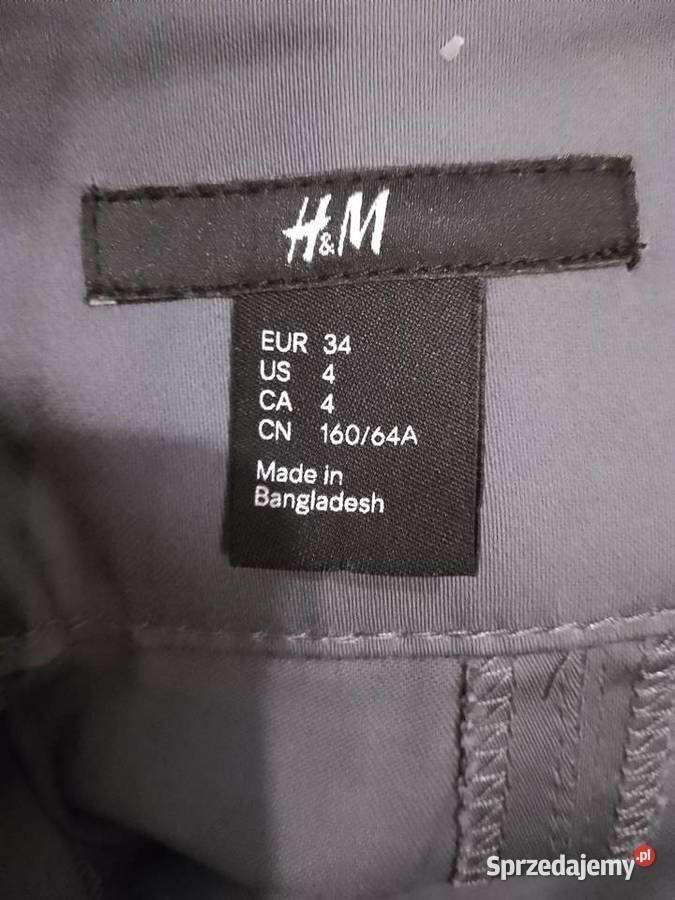 H&M
EUR 34
US 4
CA 4
CN 160/64A
Made in
Bangladesh
Sprzedajemy.pl